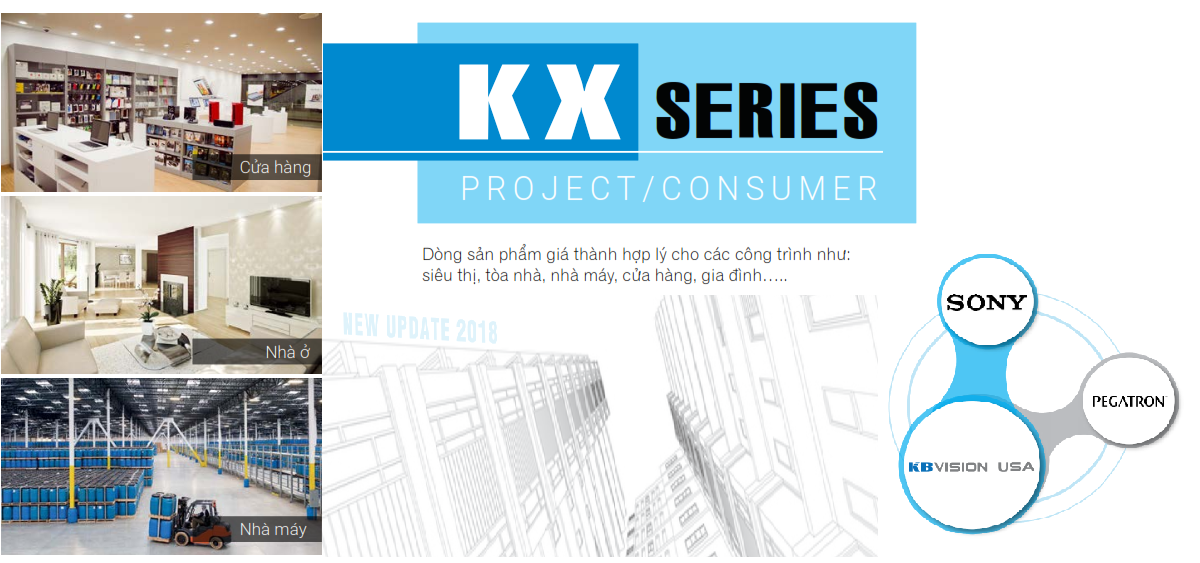 Cửa hàng
Nhà ở
Nhà máy
KX SERIES
PROJECT/CONSUMER
Dòng sản phẩm giá thành hợp lý cho các công trình như:
siêu thị, tòa nhà, nhà máy, cửa hàng, gia đình.....
NEW UPDATE 2018
SONY
PEGATRON
KBVISION USA